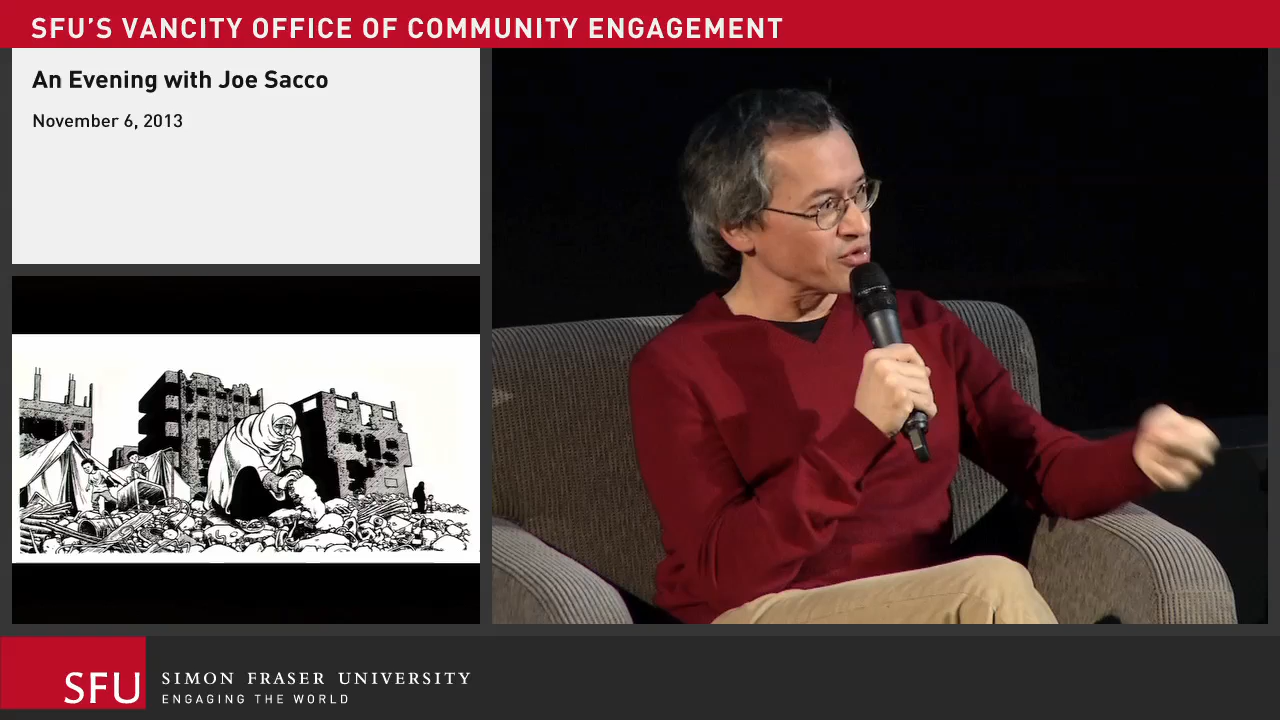 SFU'S VANCITY OFFICE OF COMMUNITY ENGAGEMENT
An Evening with Joe Sacco
November 6, 2013
SFU
SIMON FRASER UNIVERSITY
ENGAGING THE WORLD